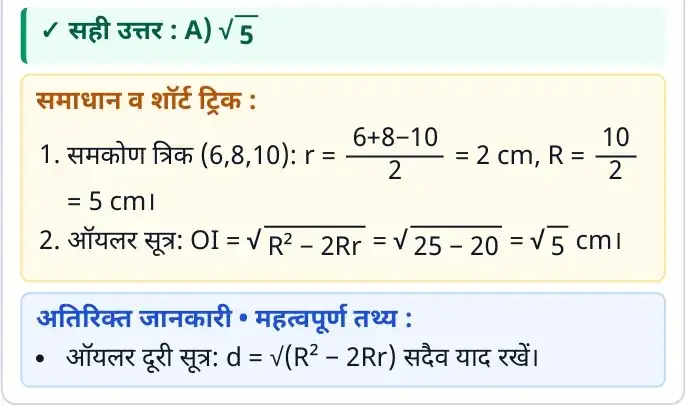 ✓ सही उत्तर : A) √5
समाधान व शॉर्ट ट्रिक :
1. समकोण त्रिक (6,8,10): r = (6+8−10)/2 = 2 cm, R = 10/2
= 5 cm।
2. ऑयलर सूत्र: OI = √(R² − 2Rr) = √(25 − 20) = √5 cm।
अतिरिक्त जानकारी • महत्वपूर्ण तथ्य :
• ऑयलर दूरी सूत्र: d = √(R² − 2Rr) सदैव याद रखें।